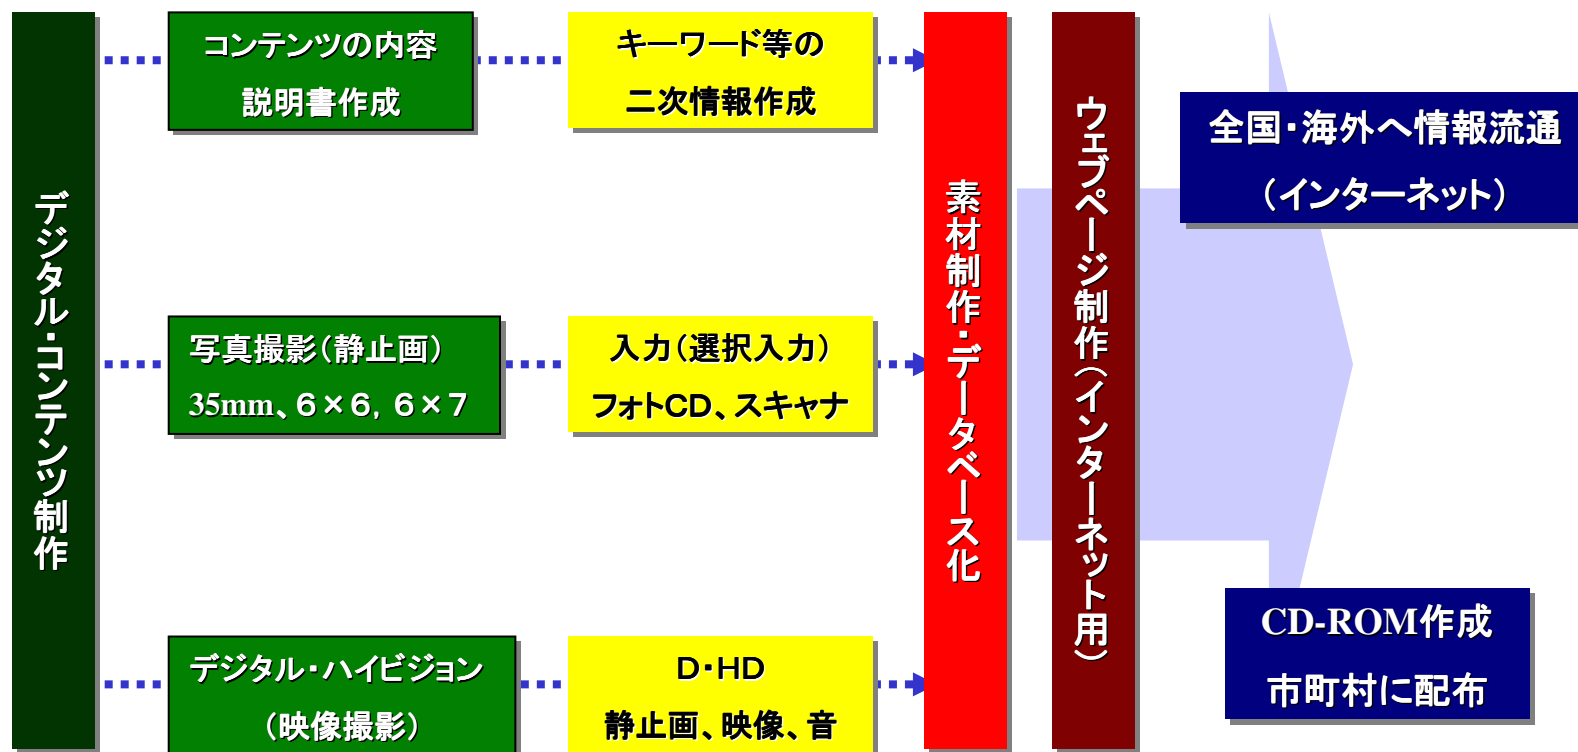 デジタル・コンテンツ制作
コンテンツの内容
説明書作成
キーワード等の
二次情報作成
写真撮影（静止画）
35mm、６×６，６×７
入力（選択入力）
フォトCD、スキャナ
デジタル・ハイビジョン
（映像撮影）
D・HD
静止画、映像、音
素材制作・データベース化
ウェブページ制作（インターネット用）
全国・海外へ情報流通
（インターネット）
CD-ROM作成
市町村に配布